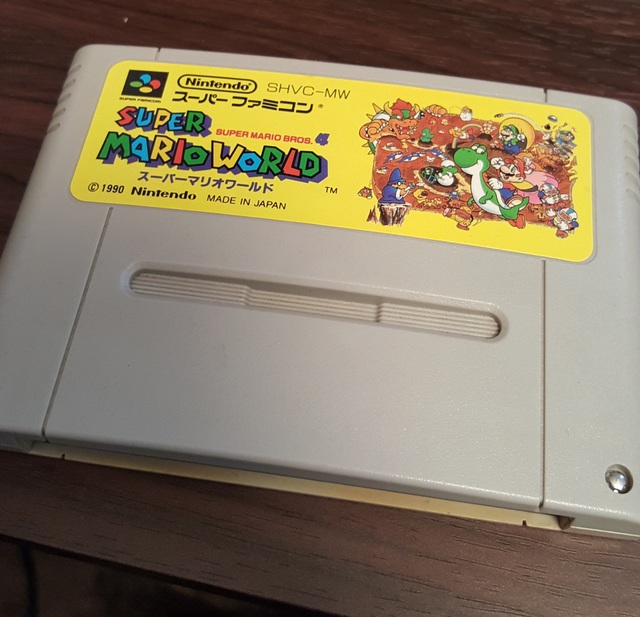 Nintendo SHVC-MW
SUPER FAMICOM
スーパーファミコン®
SUPER
SUPER MARIO BROS. 4
MARIO WORLD
スーパーマリオワールド TM
© 1990 Nintendo MADE IN JAPAN